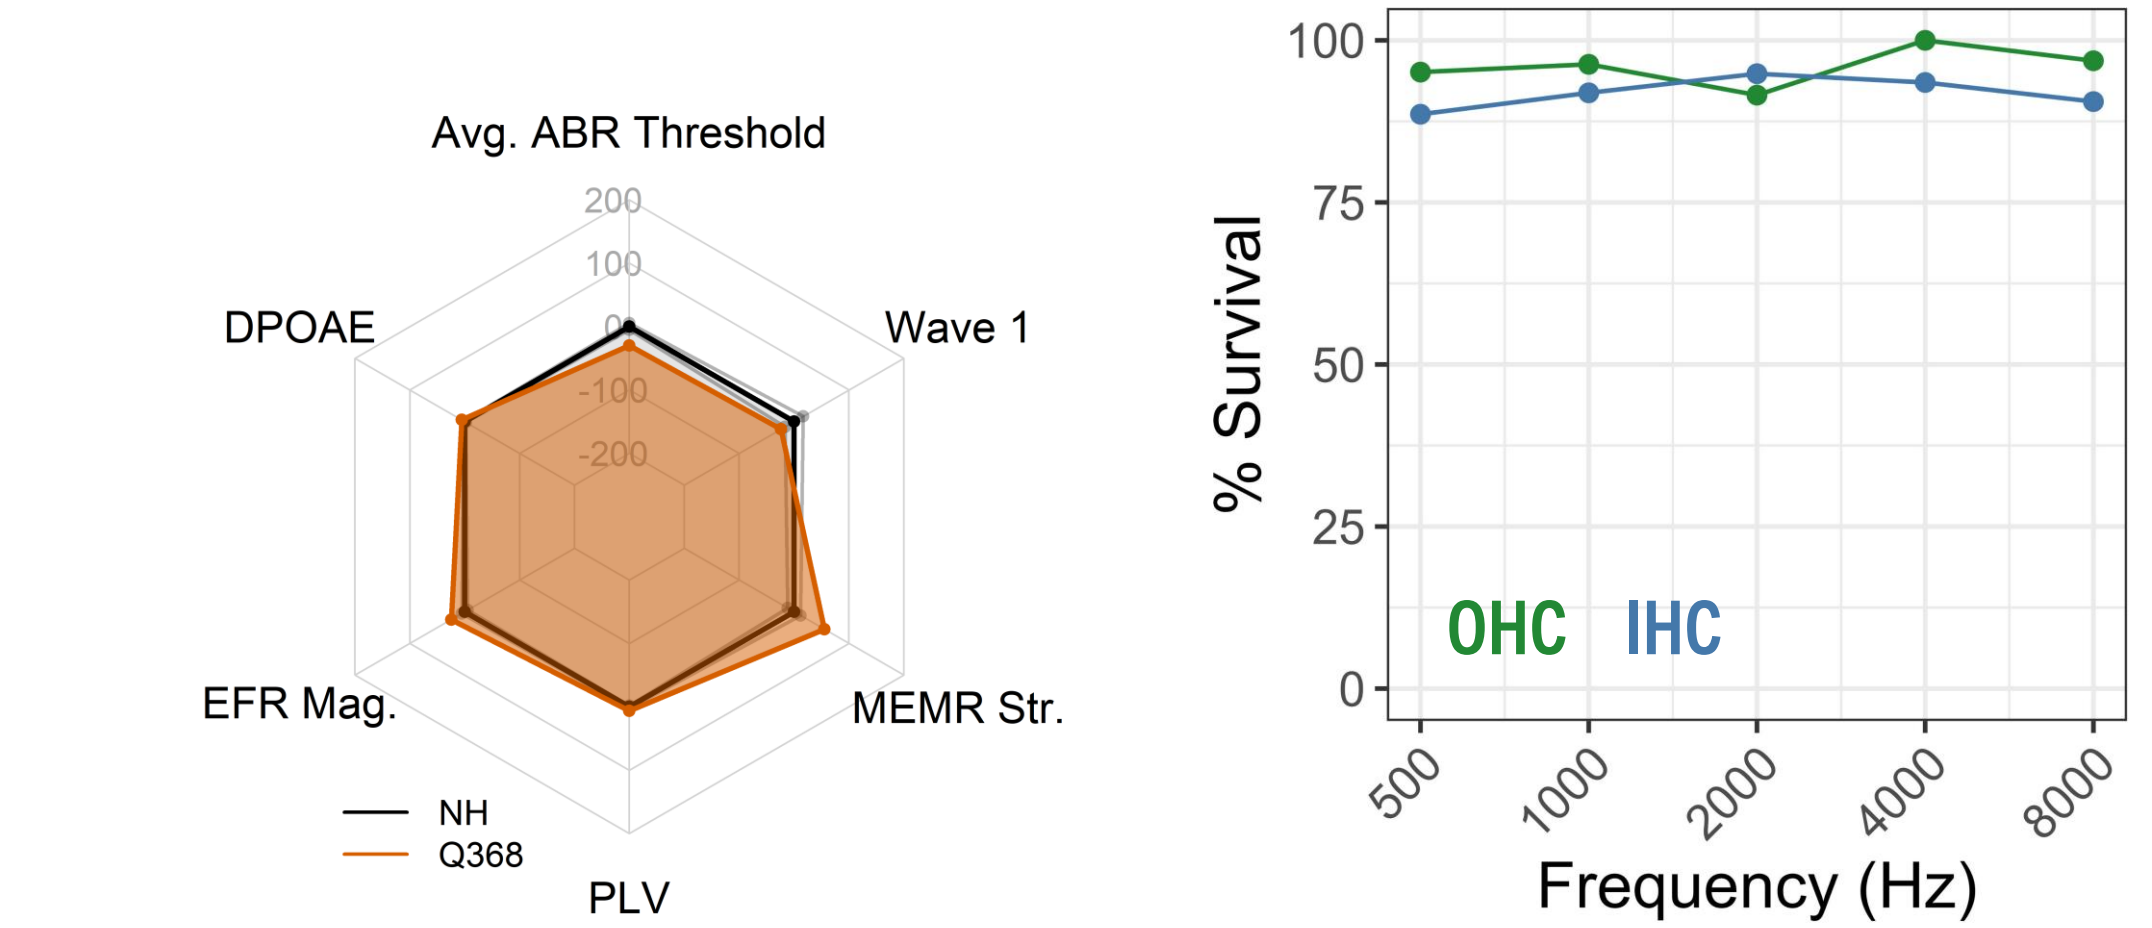 Avg. ABR Threshold
200
100
0
-100
-200
DPOAE
Wave 1
EFR Mag.
MEMR Str.
PLV
NH
Q368
% Survival
100
75
50
25
0
OHC IHC
500 1000 2000 4000 8000
Frequency (Hz)